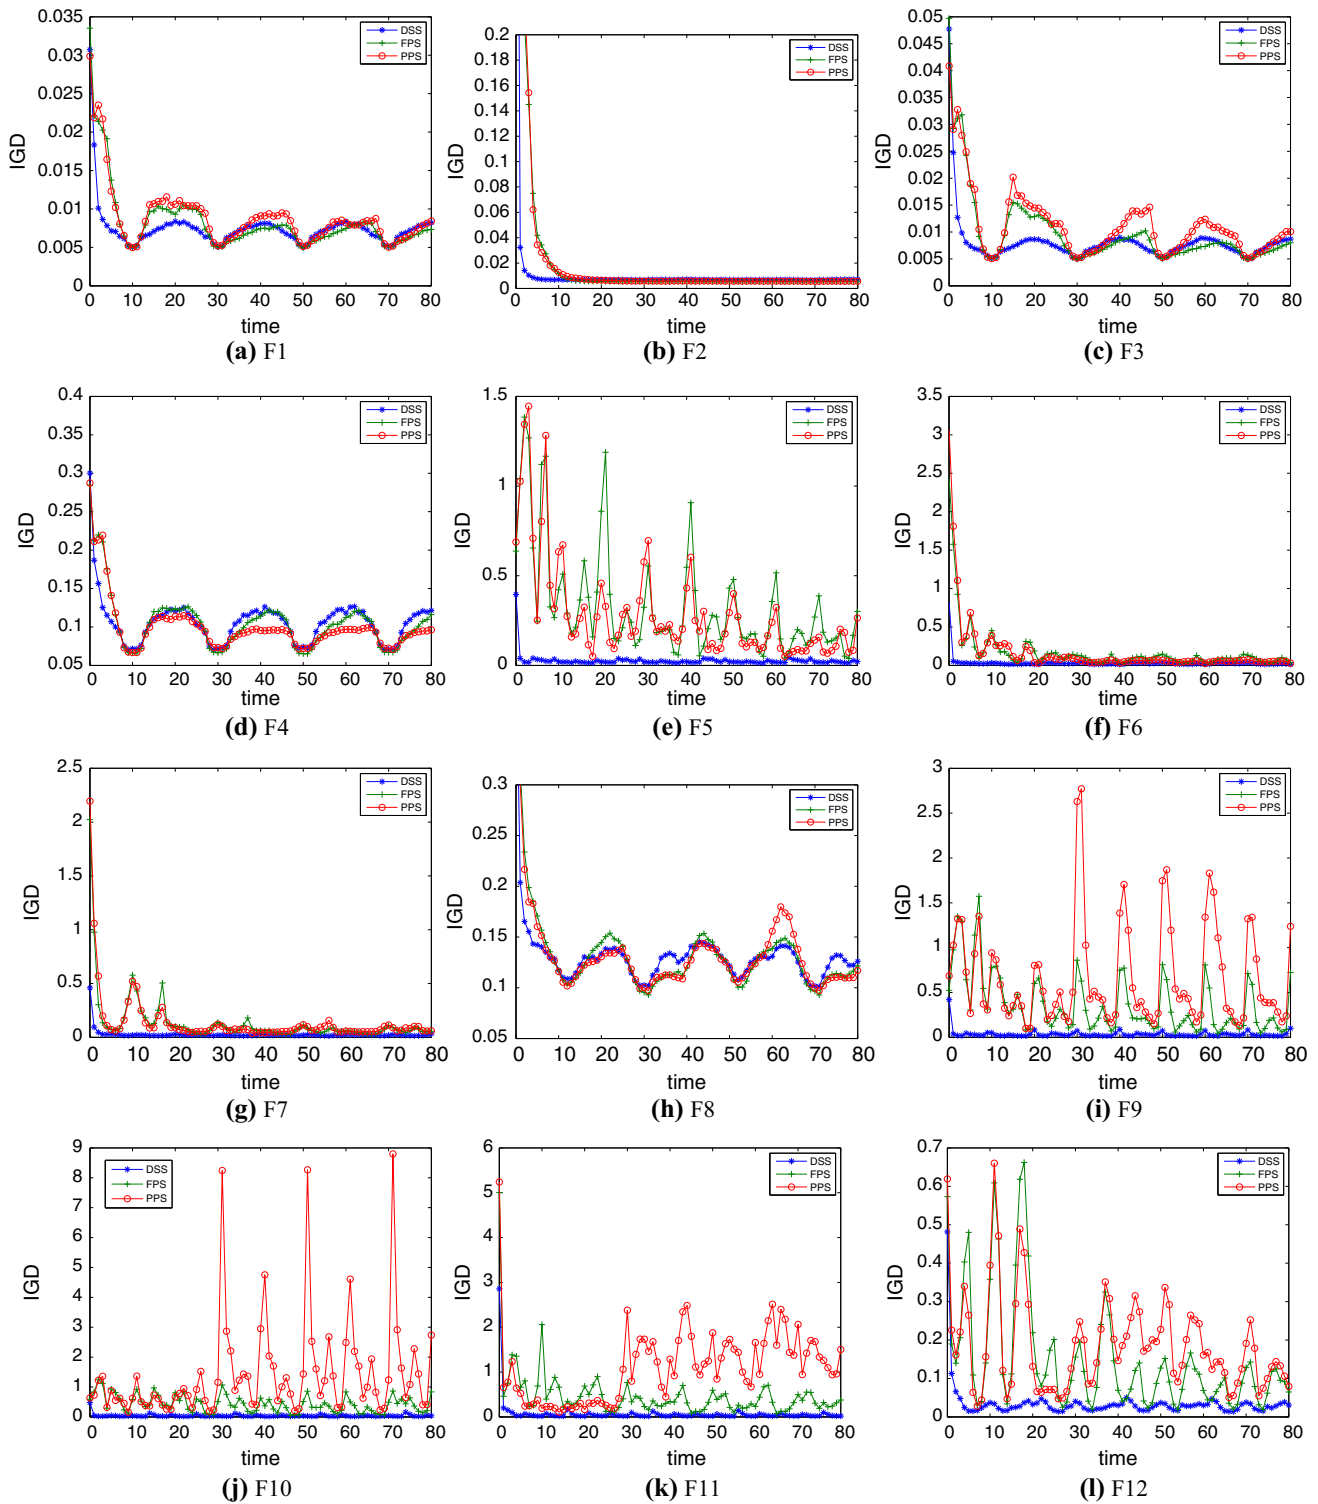 0.035
0.03
0.025
0.02
0.015
0.01
0.005
0
IGD
0 10 20 30 40 50 60 70 80
time
DSS
FPS
PPS
(a) F1
0.2
0.18
0.16
0.14
0.12
0.1
0.08
0.06
0.04
0.02
0
IGD
0 10 20 30 40 50 60 70 80
time
DSS
FPS
PPS
(b) F2
0.05
0.045
0.04
0.035
0.03
0.025
0.02
0.015
0.01
0.005
0
IGD
0 10 20 30 40 50 60 70 80
time
DSS
FPS
PPS
(c) F3
0.4
0.35
0.3
0.25
0.2
0.15
0.1
0.05
IGD
0 10 20 30 40 50 60 70 80
time
DSS
FPS
PPS
(d) F4
1.5
1
0.5
0
IGD
0 10 20 30 40 50 60 70 80
time
DSS
FPS
PPS
(e) F5
3.5
3
2.5
2
1.5
1
0.5
0
IGD
0 10 20 30 40 50 60 70 80
time
DSS
FPS
PPS
(f) F6
2.5
2
1.5
1
0.5
0
IGD
0 10 20 30 40 50 60 70 80
time
DSS
FPS
PPS
(g) F7
0.3
0.25
0.2
0.15
0.1
0.05
IGD
0 10 20 30 40 50 60 70 80
time
DSS
FPS
PPS
(h) F8
3
2.5
2
1.5
1
0.5
0
IGD
0 10 20 30 40 50 60 70 80
time
DSS
FPS
PPS
(i) F9
9
8
7
6
5
4
3
2
1
0
IGD
0 10 20 30 40 50 60 70 80
time
DSS
FPS
PPS
(j) F10
6
5
4
3
2
1
0
IGD
0 10 20 30 40 50 60 70 80
time
DSS
FPS
PPS
(k) F11
0.7
0.6
0.5
0.4
0.3
0.2
0.1
0
IGD
0 10 20 30 40 50 60 70 80
time
DSS
FPS
PPS
(l) F12